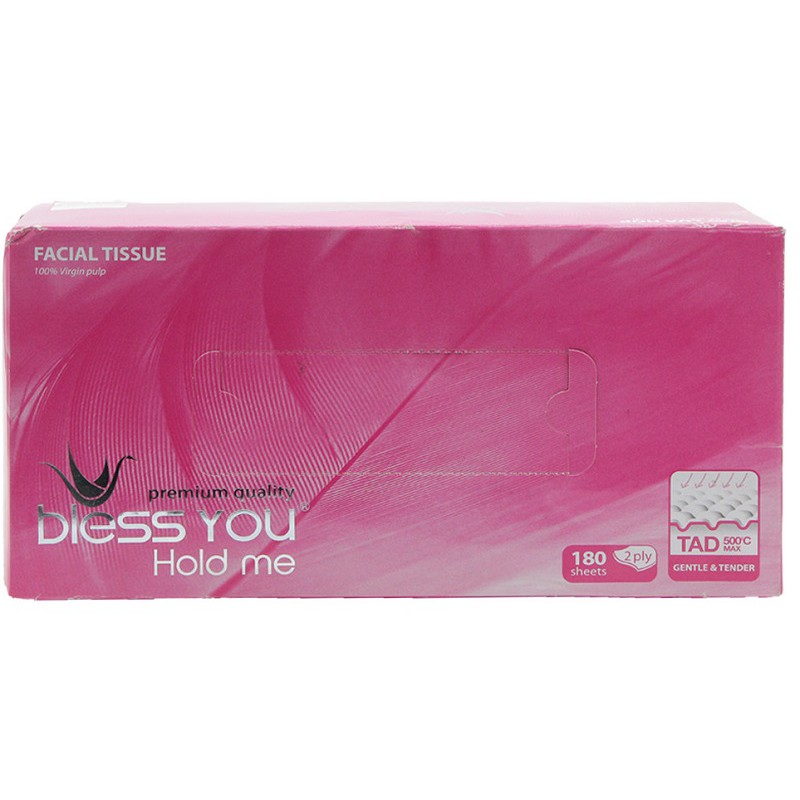 FACIAL TISSUE
100% Virgin pulp
premium quality
bless you®
Hold me
180 sheets
2 ply
TAD 500°C MAX
GENTLE & TENDER